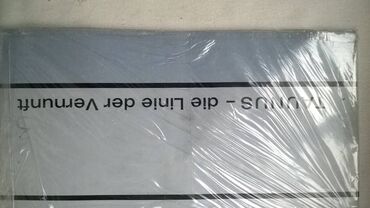 TAUNUS – die Linie der Vernunft